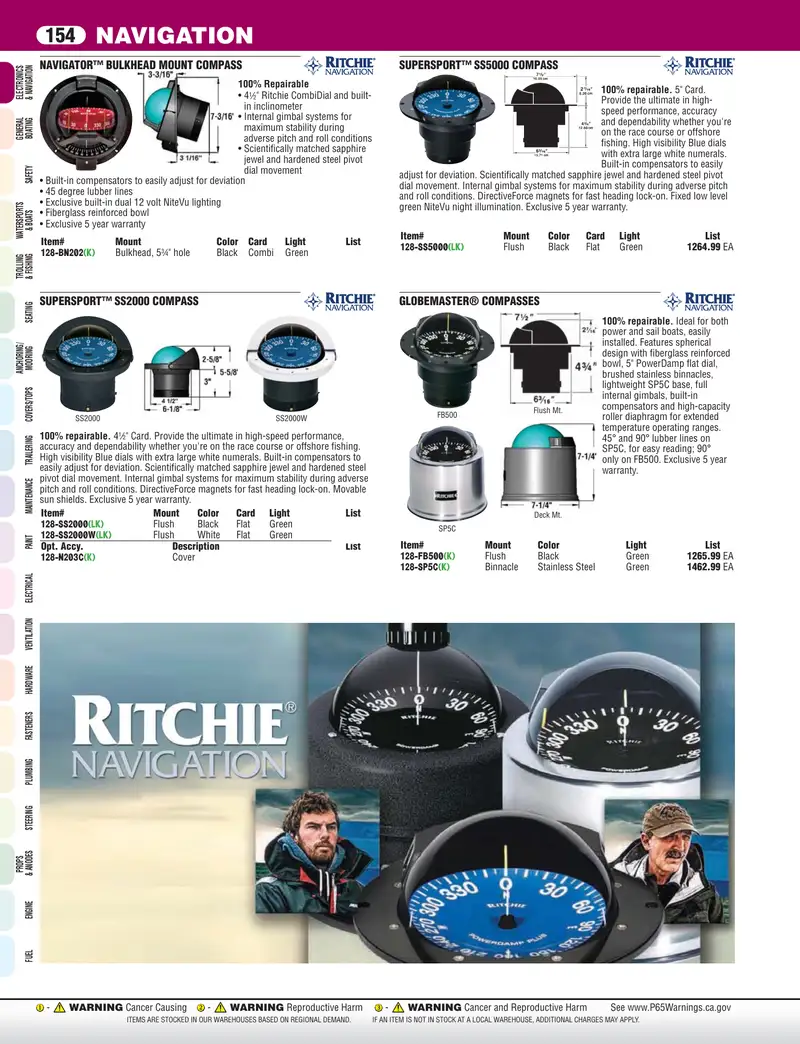 154 NAVIGATION
ELECTRONICS
& NAVIGATION
GENERAL
BOATING
SAFETY
WATERSPORTS
& BOATS
TROLLING
& FISHING
SEATING
ANCHORING/
MOORING
COVERS/TOPS
TRAILERING
MAINTENANCE
PAINT
ELECTRICAL
VENTILATION
HARDWARE
FASTENERS
PLUMBING
STEERING
PROPS
& ANODES
ENGINE
FUEL
NAVIGATOR™ BULKHEAD MOUNT COMPASS
RITCHIE®
NAVIGATION
3-3/16"
7-3/16'
3 1/16"
100% Repairable
• 4½" Ritchie CombiDial and built-
in inclinometer
• Internal gimbal systems for
maximum stability during
adverse pitch and roll conditions
• Scientifically matched sapphire
jewel and hardened steel pivot
dial movement
• Built-in compensators to easily adjust for deviation
• 45 degree lubber lines
• Exclusive built-in dual 12 volt NiteVu lighting
• Fiberglass reinforced bowl
• Exclusive 5 year warranty
Item# Mount Color Card Light List
128-BN202(K) Bulkhead, 5¾" hole Black Combi Green
SUPERSPORT™ SS5000 COMPASS
RITCHIE®
NAVIGATION
100% repairable. 5" Card.
Provide the ultimate in high-
speed performance, accuracy
and dependability whether you're
on the race course or offshore
fishing. High visibility Blue dials
with extra large white numerals.
Built-in compensators to easily
adjust for deviation. Scientifically matched sapphire jewel and hardened steel pivot
dial movement. Internal gimbal systems for maximum stability during adverse pitch
and roll conditions. DirectiveForce magnets for fast heading lock-on. Fixed low level
green NiteVu night illumination. Exclusive 5 year warranty.
Item# Mount Color Card Light List
128-SS5000(LK) Flush Black Flat Green 1264.99 EA
SUPERSPORT™ SS2000 COMPASS
RITCHIE®
NAVIGATION
2-5/8"
5-5/8'
3"
4 1/2"
6-1/8"
SS2000
SS2000W
100% repairable. 4½" Card. Provide the ultimate in high-speed performance,
accuracy and dependability whether you're on the race course or offshore fishing.
High visibility Blue dials with extra large white numerals. Built-in compensators to
easily adjust for deviation. Scientifically matched sapphire jewel and hardened steel
pivot dial movement. Internal gimbal systems for maximum stability during adverse
pitch and roll conditions. DirectiveForce magnets for fast heading lock-on. Movable
sun shields. Exclusive 5 year warranty.
Item# Mount Color Card Light List
128-SS2000(LK) Flush Black Flat Green
128-SS2000W(LK) Flush White Flat Green
Opt. Accy. Description List
128-N203C(K) Cover
GLOBEMASTER® COMPASSES
RITCHIE®
NAVIGATION
7½"
4¾"
6³⁄₁₆"
FB500
Flush Mt.
7-1/4'
7-1/4"
Deck Mt.
SP5C
100% repairable. Ideal for both
power and sail boats, easily
installed. Features spherical
design with fiberglass reinforced
bowl, 5" PowerDamp flat dial,
brushed stainless binnacles,
lightweight SP5C base, full
internal gimbals, built-in
compensators and high-capacity
roller diaphragm for extended
temperature operating ranges.
45° and 90° lubber lines on
SP5C, for easy reading; 90°
only on FB500. Exclusive 5 year
warranty.
Item# Mount Color Light List
128-FB500(K) Flush Black Green 1265.99 EA
128-SP5C(K) Binnacle Stainless Steel Green 1462.99 EA
RITCHIE®
NAVIGATION
300 330 0 30 60
RITCHIE
POWERDAMP
330 0 30 60
RITCHIE
300 330 0 30 60
RITCHIE
POWERDAMP PLUS
1 - WARNING Cancer Causing 2 - WARNING Reproductive Harm 3 - WARNING Cancer and Reproductive Harm See www.P65Warnings.ca.gov
ITEMS ARE STOCKED IN OUR WAREHOUSES BASED ON REGIONAL DEMAND. IF AN ITEM IS NOT IN STOCK AT A LOCAL WAREHOUSE, ADDITIONAL CHARGES MAY APPLY.